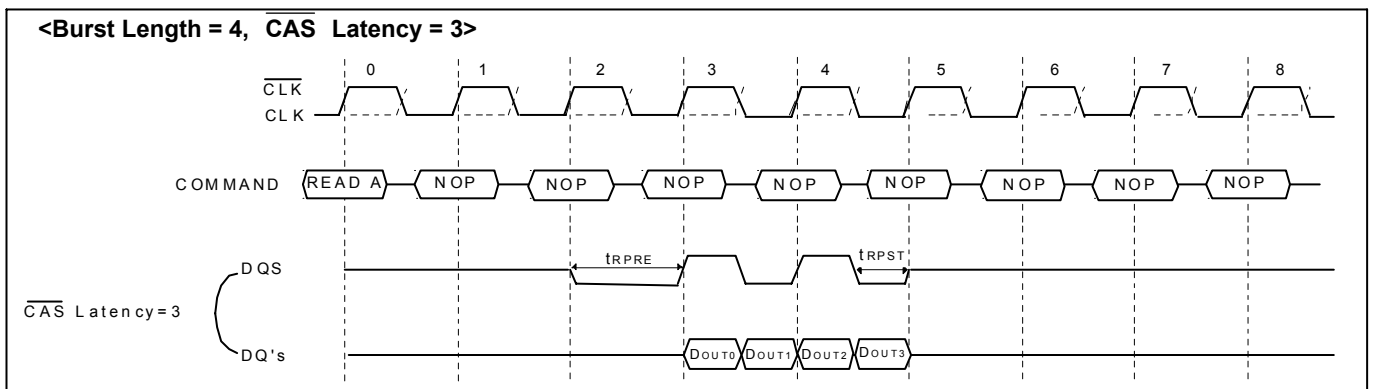 <Burst Length = 4, CAS Latency = 3>
0 1 2 3 4 5 6 7 8
CLK
CLK
COMMAND READ A NOP NOP NOP NOP NOP NOP NOP NOP
DQS tRPRE tRPST
CAS Latency=3
DQ's DOUT0 DOUT1 DOUT2 DOUT3